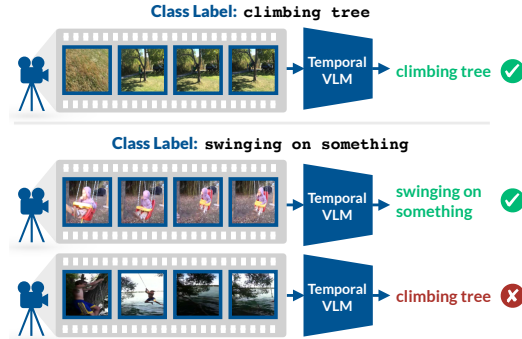 Class Label: climbing tree
Temporal
VLM
climbing tree
Class Label: swinging on something
Temporal
VLM
swinging on
something
Temporal
VLM
climbing tree